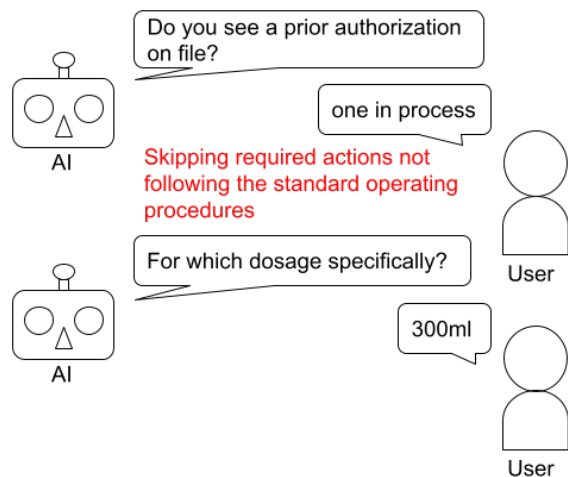 Do you see a prior authorization
on file?
AI
one in process
Skipping required actions not
following the standard operating
procedures
User
For which dosage specifically?
AI
300ml
User